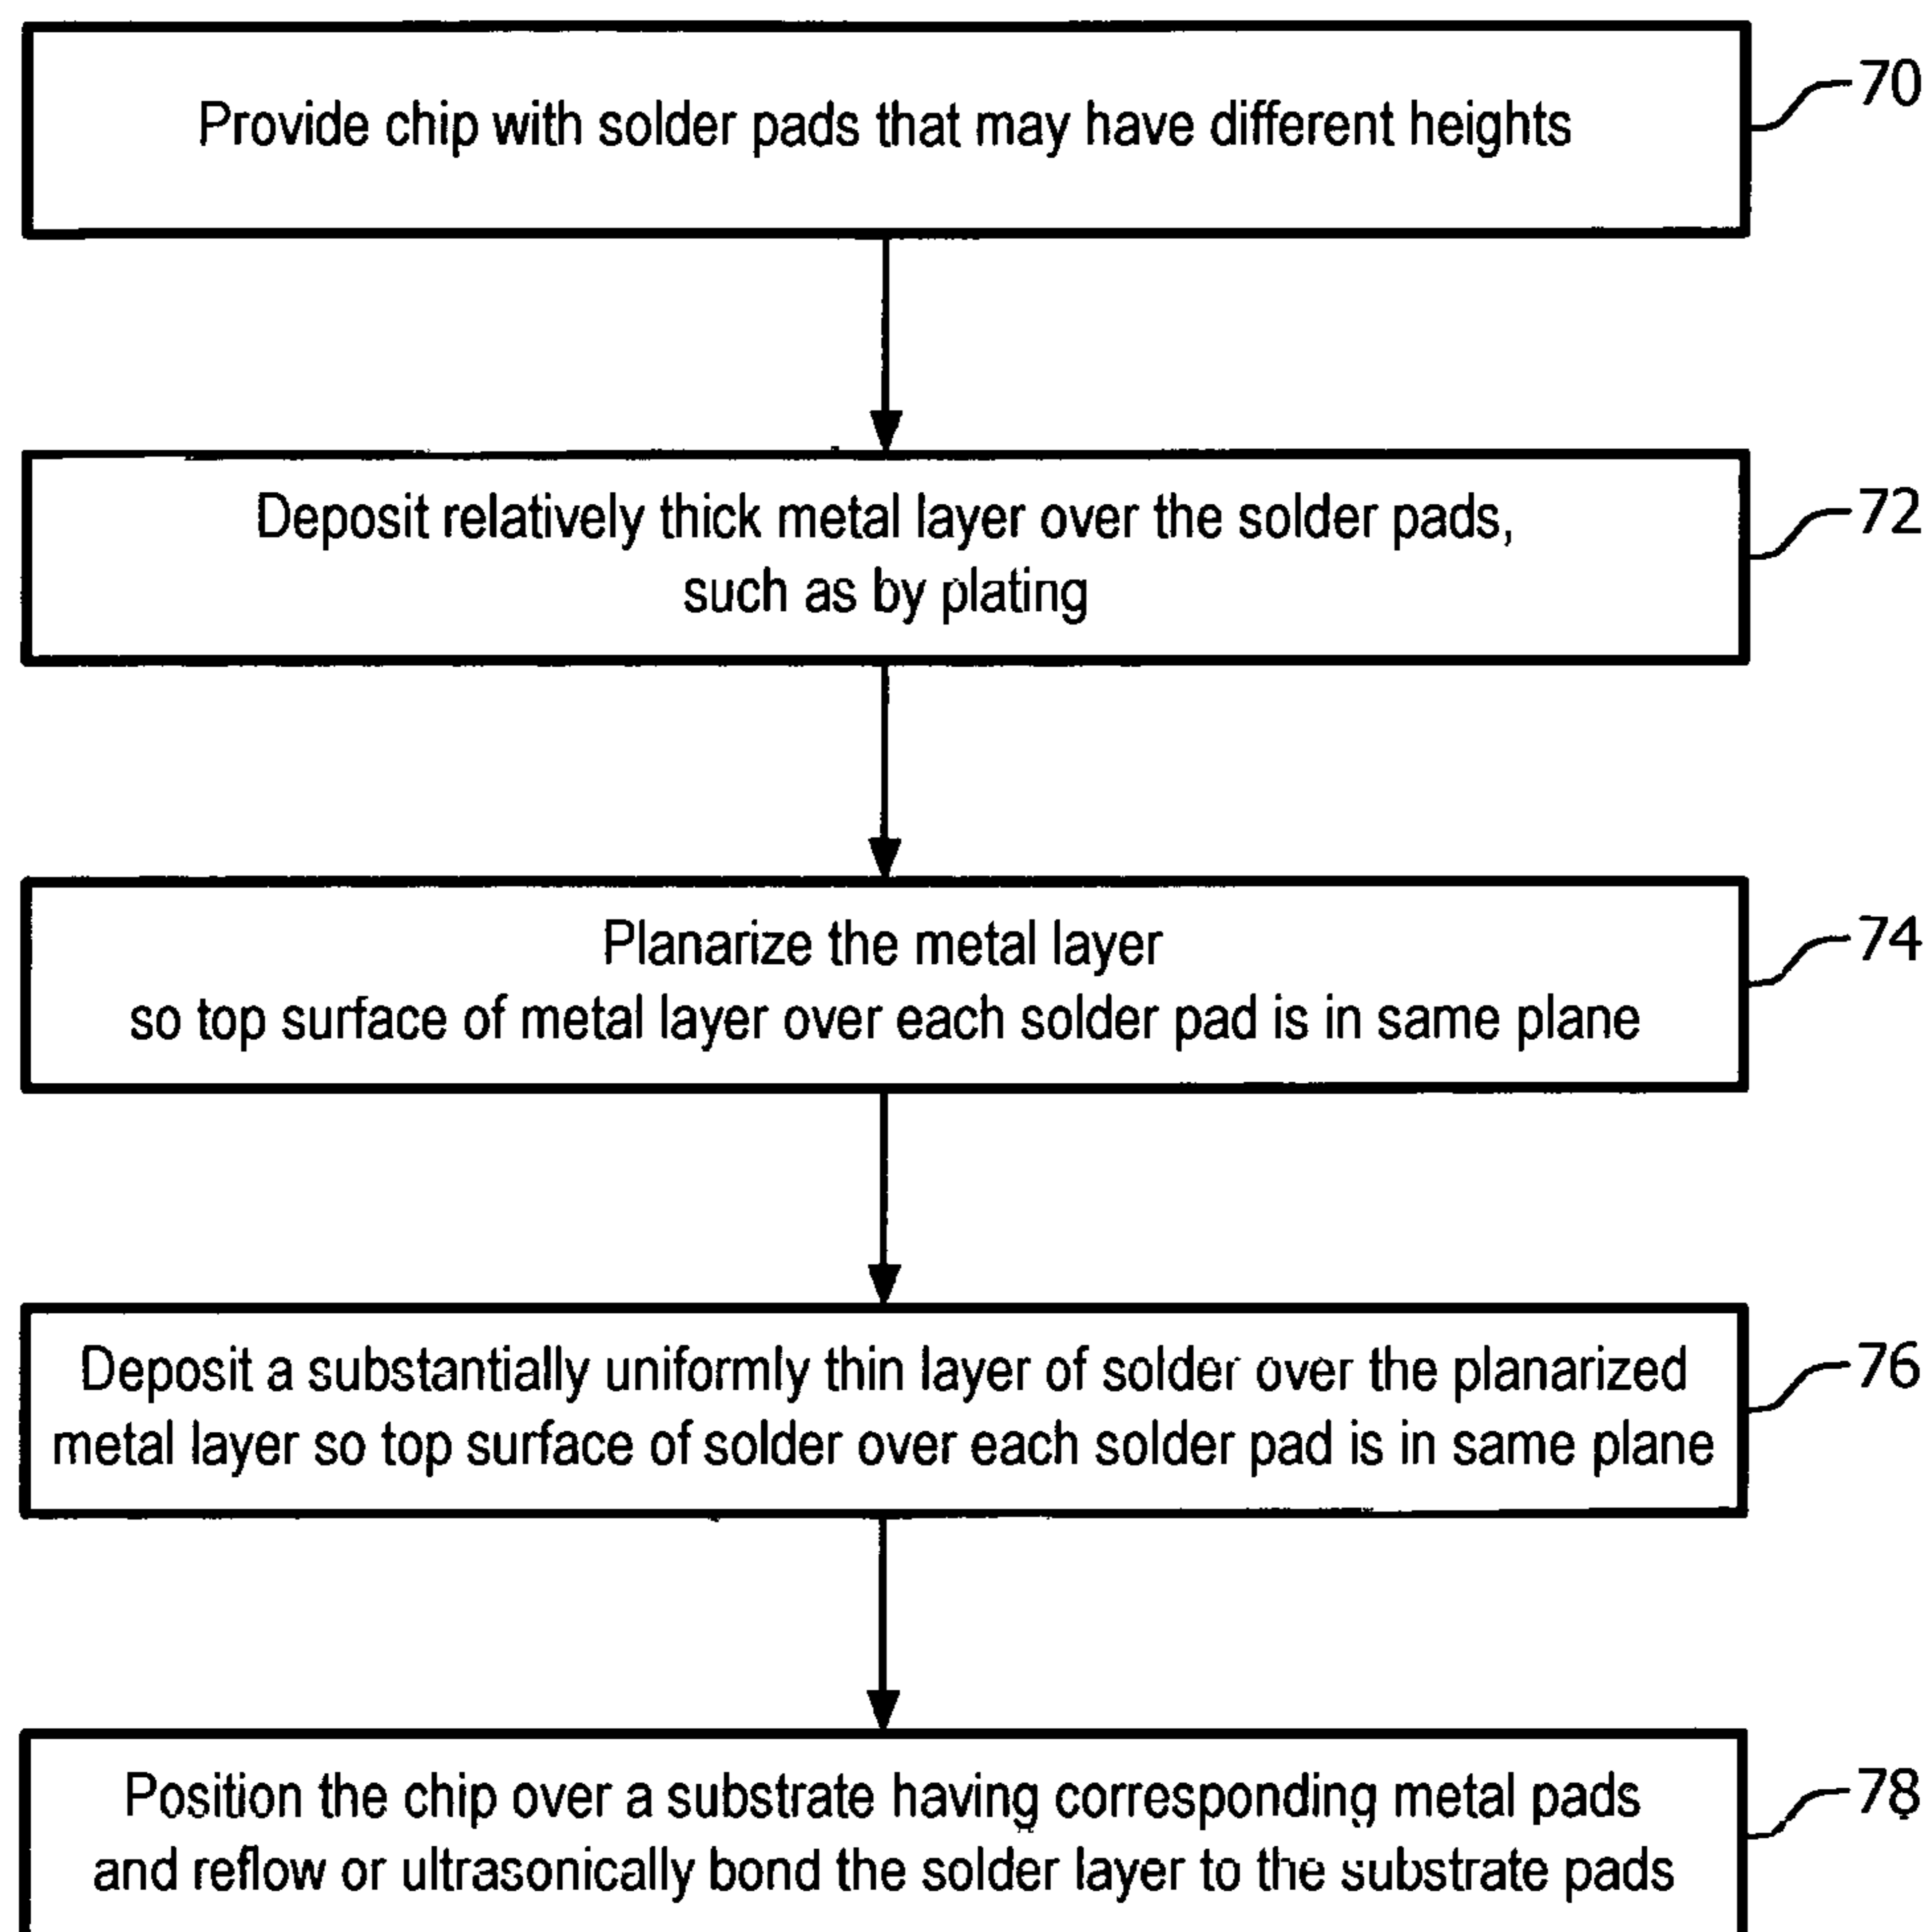 Provide chip with solder pads that may have different heights
70
Deposit relatively thick metal layer over the solder pads,
such as by plating
72
Planarize the metal layer
so top surface of metal layer over each solder pad is in same plane
74
Deposit a substantially uniformly thin layer of solder over the planarized
metal layer so top surface of solder over each solder pad is in same plane
76
Position the chip over a substrate having corresponding metal pads
and reflow or ultrasonically bond the solder layer to the substrate pads
78